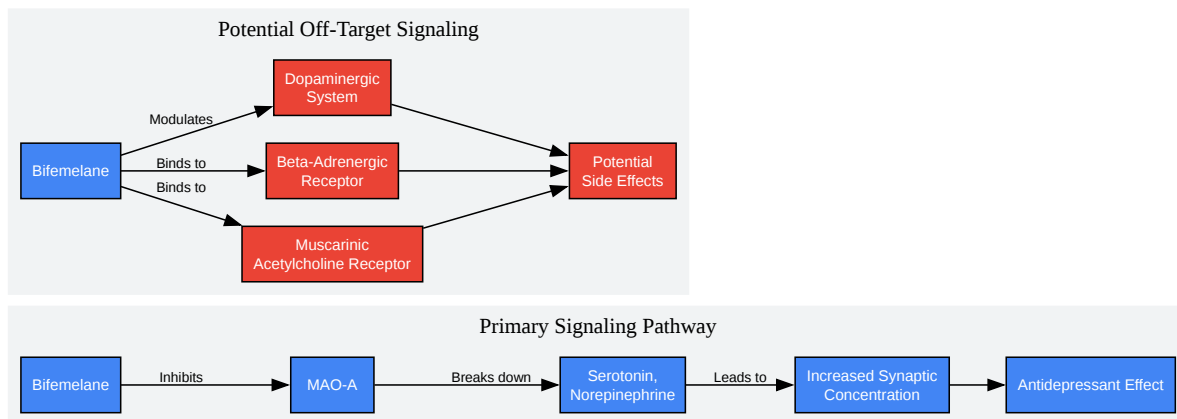 Potential Off-Target Signaling
Dopaminergic
System
Modulates
Bifemelane
Binds to
Beta-Adrenergic
Receptor
Potential
Side Effects
Binds to
Muscarinic
Acetylcholine Receptor
Primary Signaling Pathway
Bifemelane
Inhibits
MAO-A
Breaks down
Serotonin,
Norepinephrine
Leads to
Increased Synaptic
Concentration
Antidepressant Effect